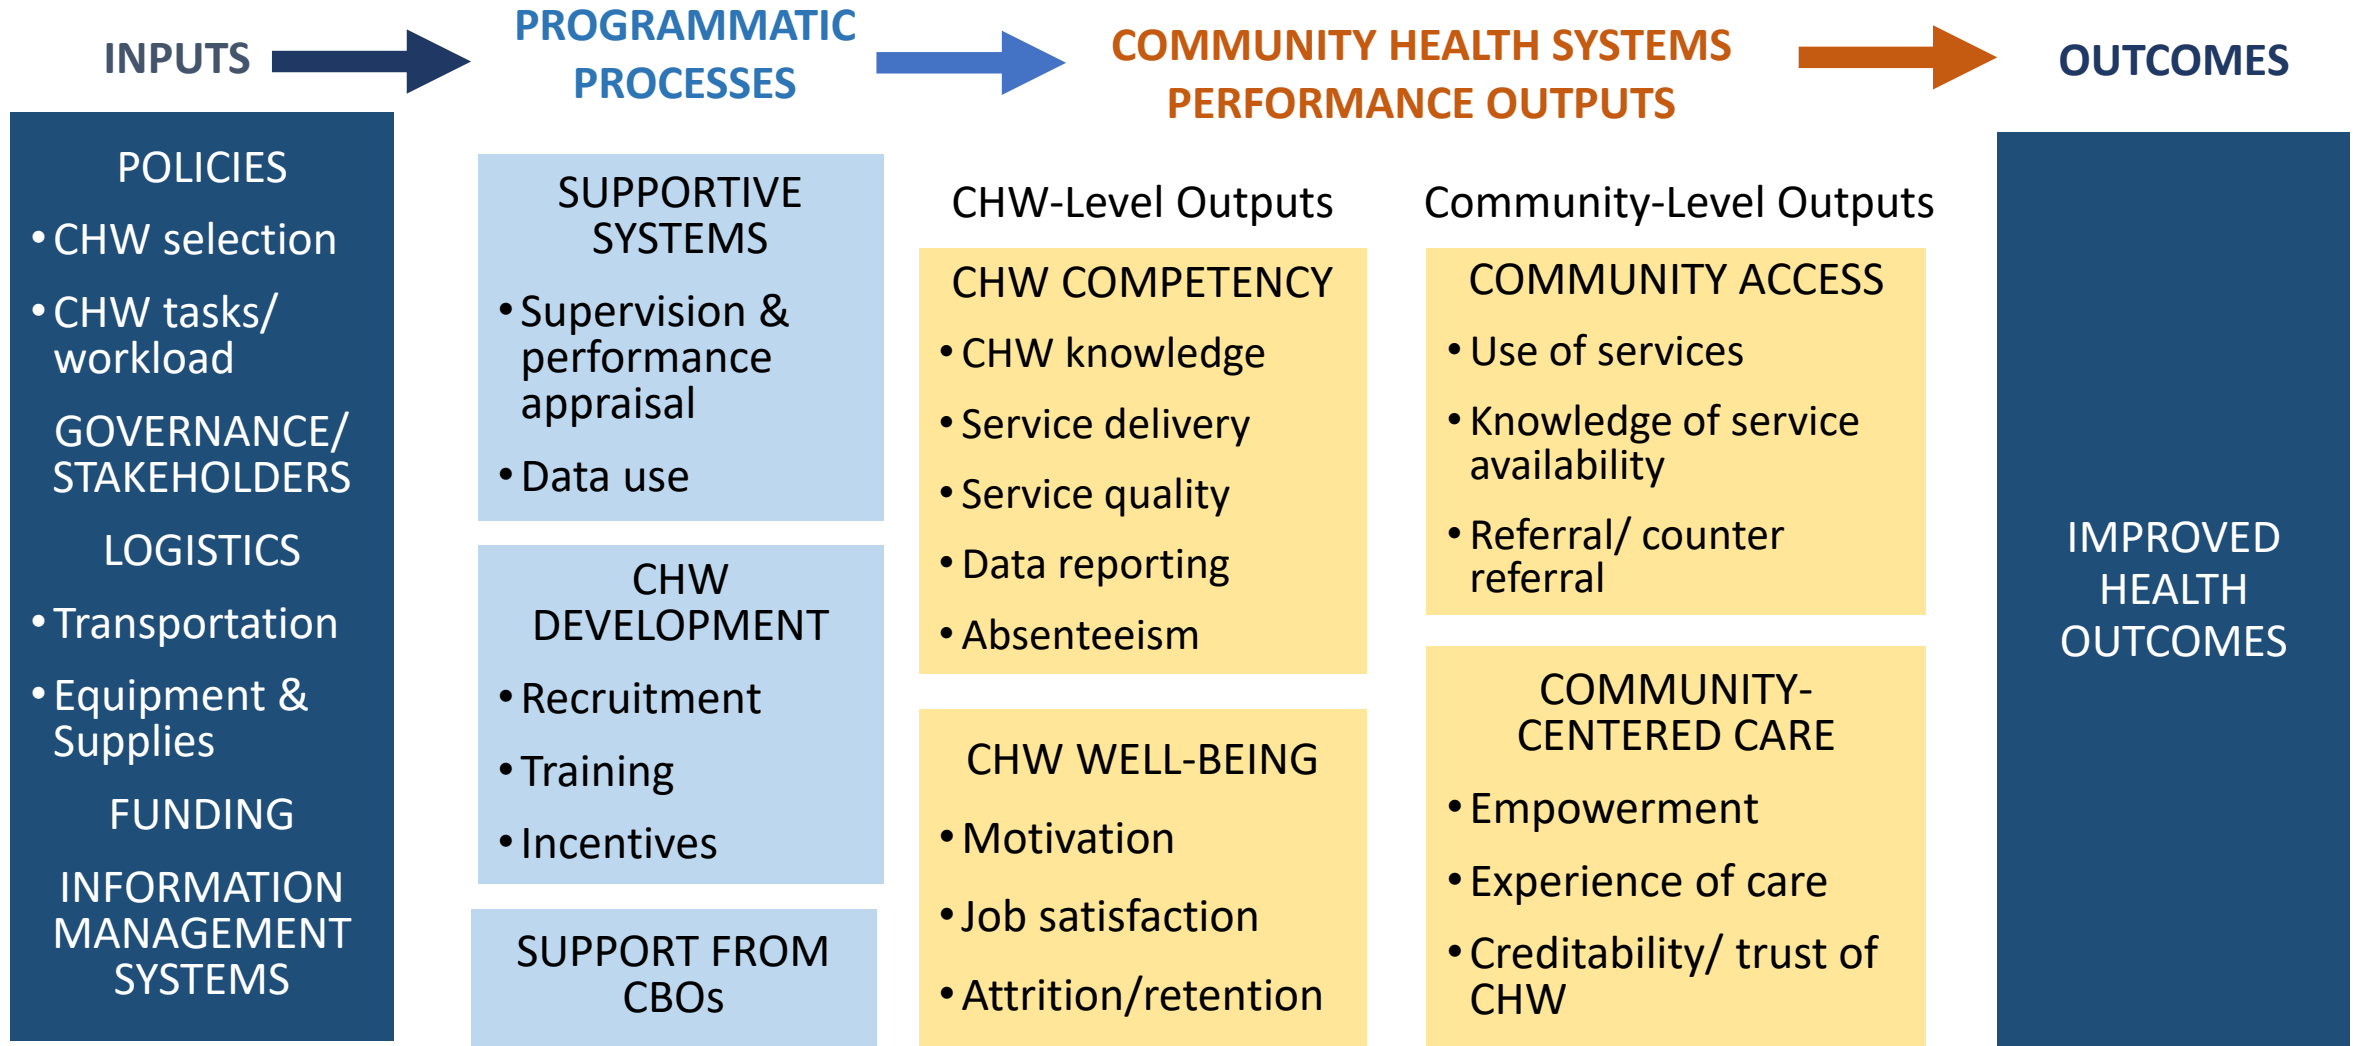 INPUTS
PROGRAMMATIC
PROCESSES
COMMUNITY HEALTH SYSTEMS
PERFORMANCE OUTPUTS
OUTCOMES
POLICIES
• CHW selection
• CHW tasks/
workload
GOVERNANCE/
STAKEHOLDERS
LOGISTICS
• Transportation
• Equipment &
Supplies
FUNDING
INFORMATION
MANAGEMENT
SYSTEMS
SUPPORTIVE
SYSTEMS
• Supervision &
performance
appraisal
• Data use
CHW
DEVELOPMENT
• Recruitment
• Training
• Incentives
SUPPORT FROM
CBOs
CHW-Level Outputs
CHW COMPETENCY
• CHW knowledge
• Service delivery
• Service quality
• Data reporting
• Absenteeism
CHW WELL-BEING
• Motivation
• Job satisfaction
• Attrition/retention
Community-Level Outputs
COMMUNITY ACCESS
• Use of services
• Knowledge of service
availability
• Referral/ counter
referral
COMMUNITY-
CENTERED CARE
• Empowerment
• Experience of care
• Creditability/ trust of
CHW
IMPROVED
HEALTH
OUTCOMES